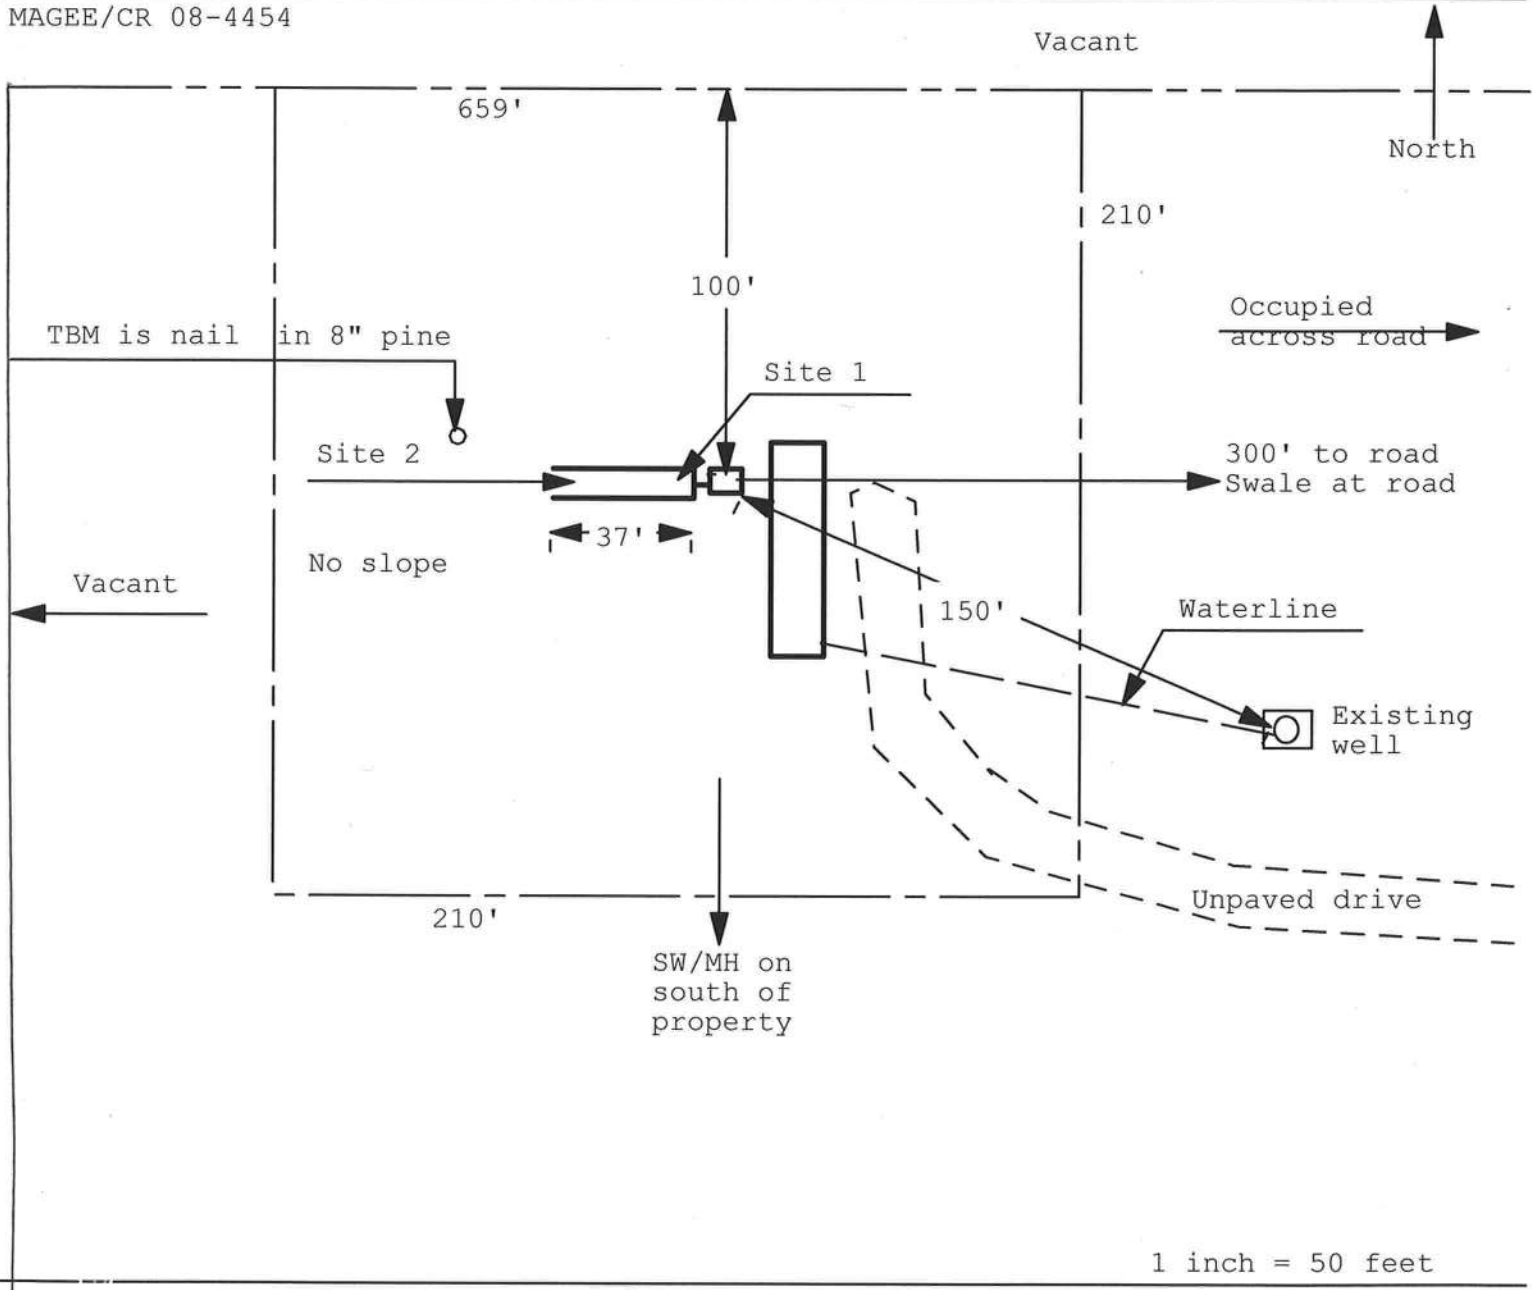 MAGEE/CR 08-4454
Vacant
659'
North
210'
100'
Occupied
across road
TBM is nail in 8" pine
Site 1
Site 2
300' to road
Swale at road
37'
No slope
Vacant
150'
Waterline
Existing
well
Unpaved drive
210'
SW/MH on
south of
property
1 inch = 50 feet